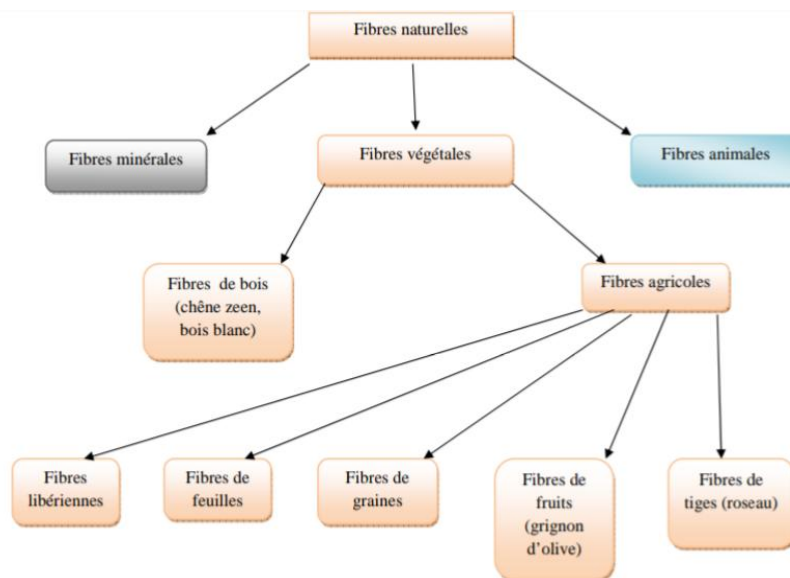 Fibres naturelles
Fibres minérales
Fibres végétales
Fibres animales
Fibres de bois
(chêne zeen,
bois blanc)
Fibres agricoles
Fibres
libériennes
Fibres de
feuilles
Fibres de
graines
Fibres de
fruits
(grignon
d’olive)
Fibres de
tiges (roseau)